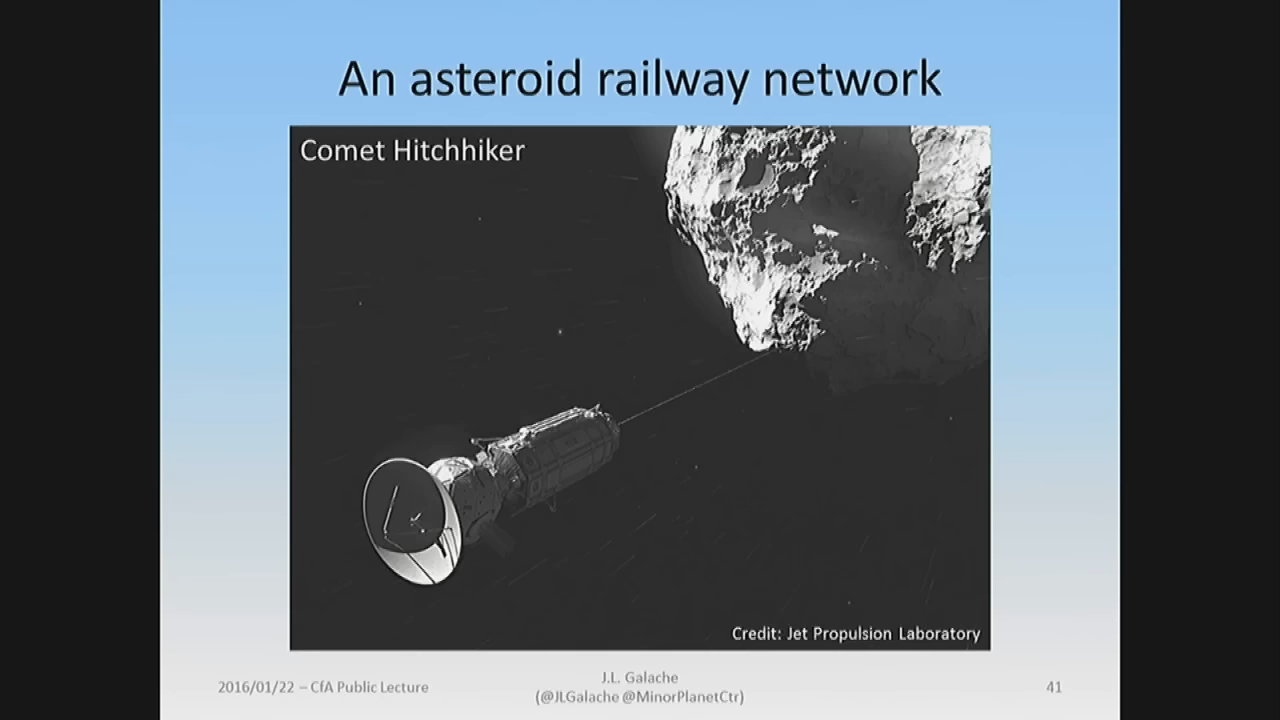 An asteroid railway network
Comet Hitchhiker
Credit: Jet Propulsion Laboratory
2016/01/22 – CfA Public Lecture
J.L. Galache
(@JLGalache @MinorPlanetCtr)
41